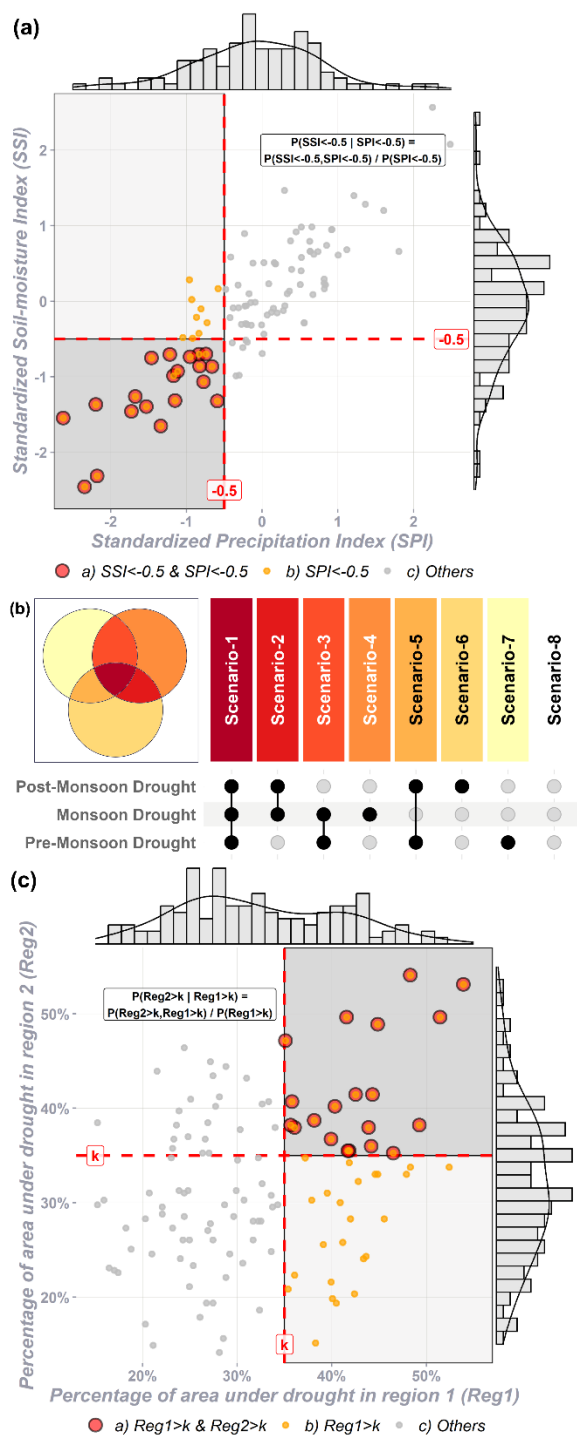 (a)
P(SSI<-0.5 | SPI<-0.5) =
P(SSI<-0.5,SPI<-0.5) / P(SPI<-0.5)
Standardized Soil-moisture Index (SSI)
2
1
0
-1
-2
-0.5
-0.5
-2
-1
0
1
2
Standardized Precipitation Index (SPI)
a) SSI<-0.5 & SPI<-0.5
b) SPI<-0.5
c) Others
(b)
Scenario-1
Scenario-2
Scenario-3
Scenario-4
Scenario-5
Scenario-6
Scenario-7
Scenario-8
Post-Monsoon Drought
Monsoon Drought
Pre-Monsoon Drought
(c)
P(Reg2>k | Reg1>k) =
P(Reg2>k,Reg1>k) / P(Reg1>k)
Percentage of area under drought in region 2 (Reg2)
50%
40%
30%
20%
k
k
20%
30%
40%
50%
Percentage of area under drought in region 1 (Reg1)
a) Reg1>k & Reg2>k
b) Reg1>k
c) Others